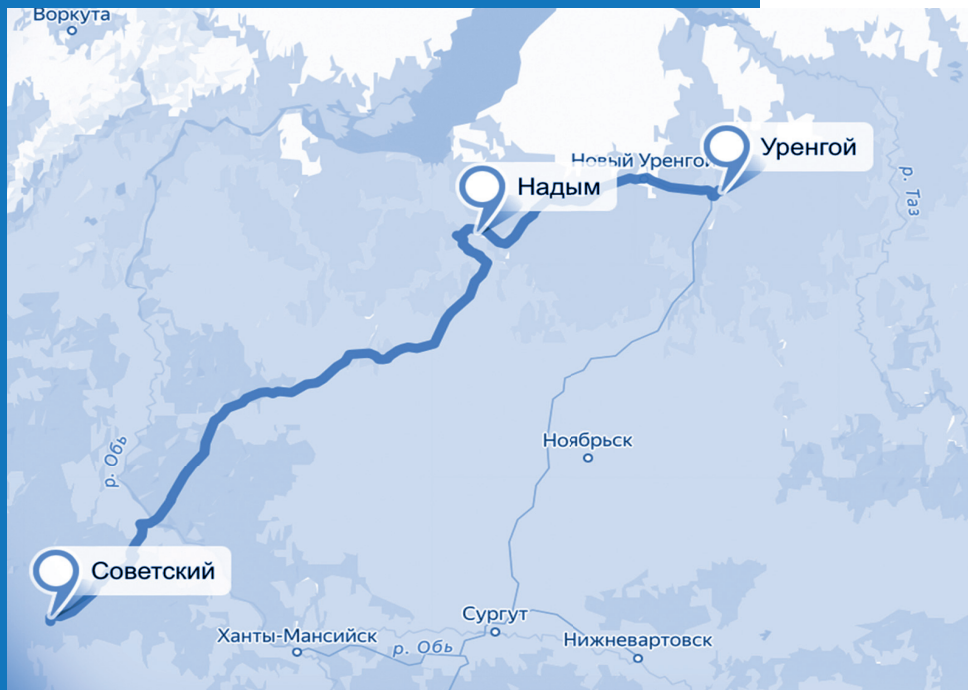 Воркута
Уренгой
Новый Уренгой
Надым
р. Таз
р. Обь
Ноябрьск
Советский
Сургут
Ханты-Мансийск
р. Обь
Нижневартовск